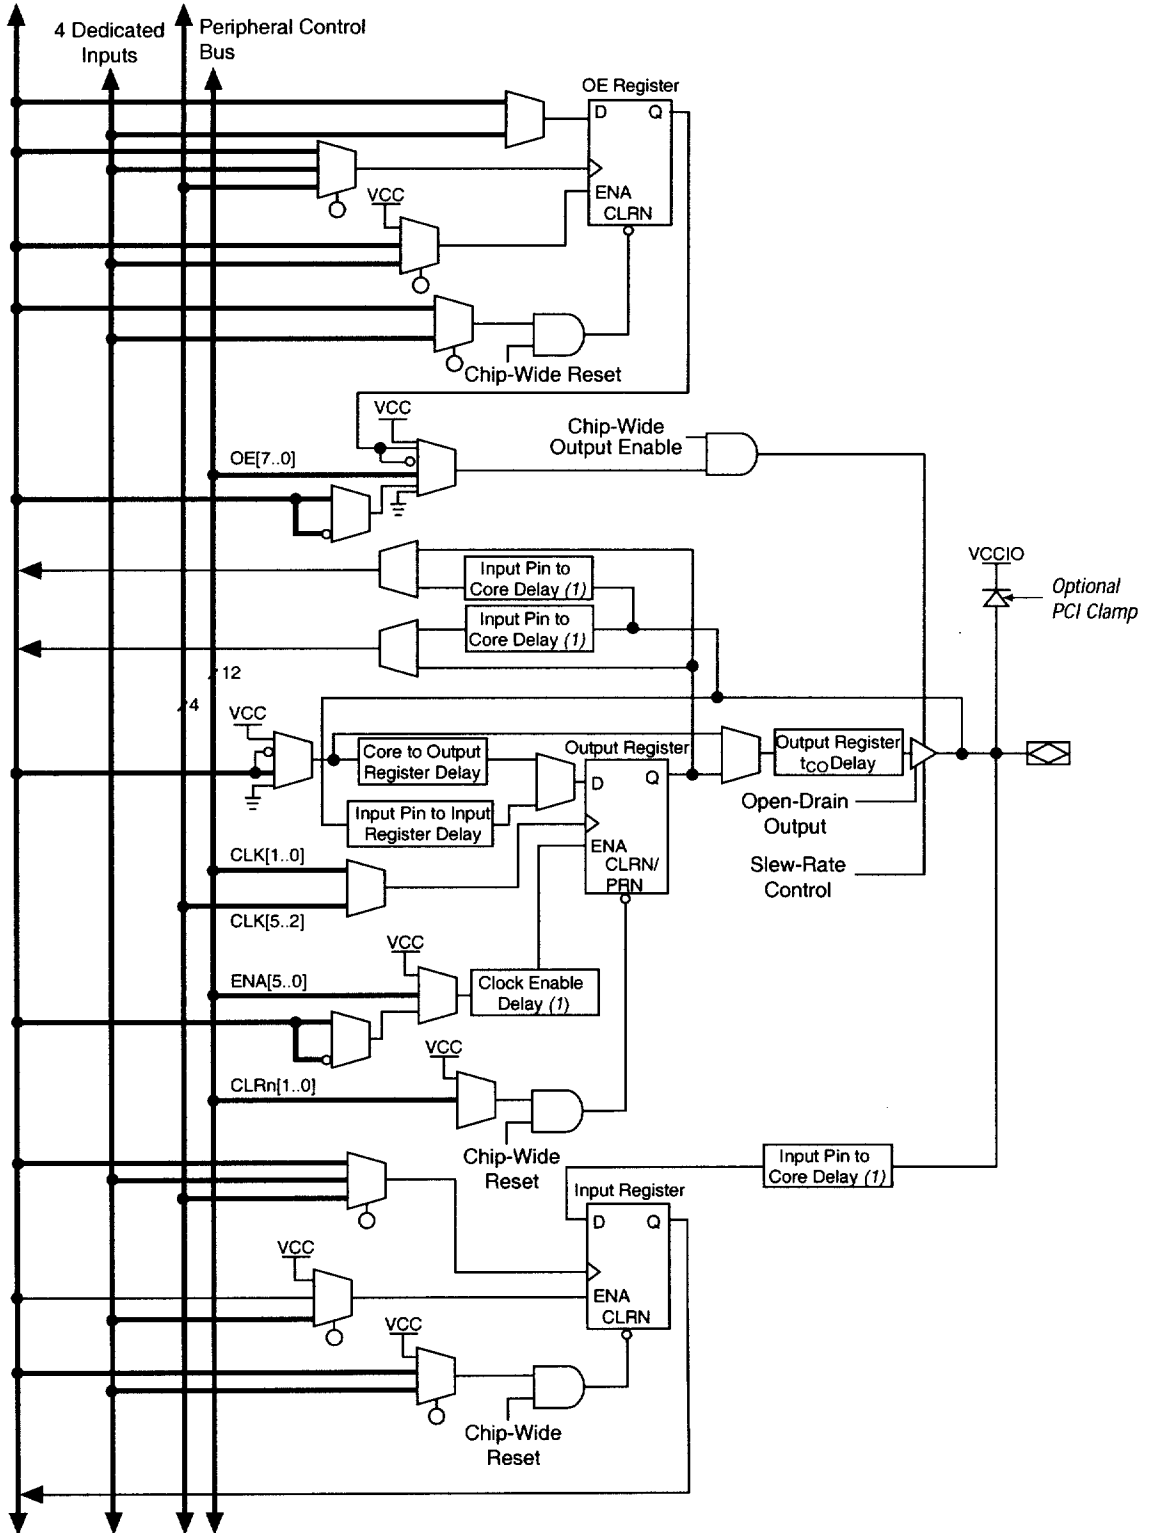 4 Dedicated
Inputs
Peripheral Control
Bus
OE Register
D Q
ENA
CLRN
VCC
Chip-Wide Reset
VCC
Chip-Wide
Output Enable
OE[7..0]
VCCIO
Optional
PCI Clamp
Input Pin to
Core Delay (1)
Input Pin to
Core Delay (1)
12
4
VCC
Core to Output
Register Delay
Output Register
D Q
Output Register
tCO Delay
Input Pin to Input
Register Delay
Open-Drain
Output
ENA
CLRN/
PRN
CLK[1..0]
Slew-Rate
Control
CLK[5..2]
VCC
ENA[5..0]
Clock Enable
Delay (1)
VCC
CLRn[1..0]
Chip-Wide
Reset
Input Pin to
Core Delay (1)
Input Register
D Q
VCC
ENA
CLRN
VCC
Chip-Wide
Reset